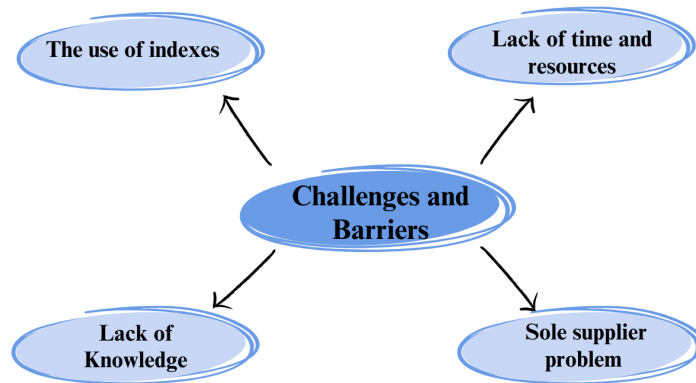 The use of indexes
Lack of time and
resources
Challenges and
Barriers
Lack of
Knowledge
Sole supplier
problem